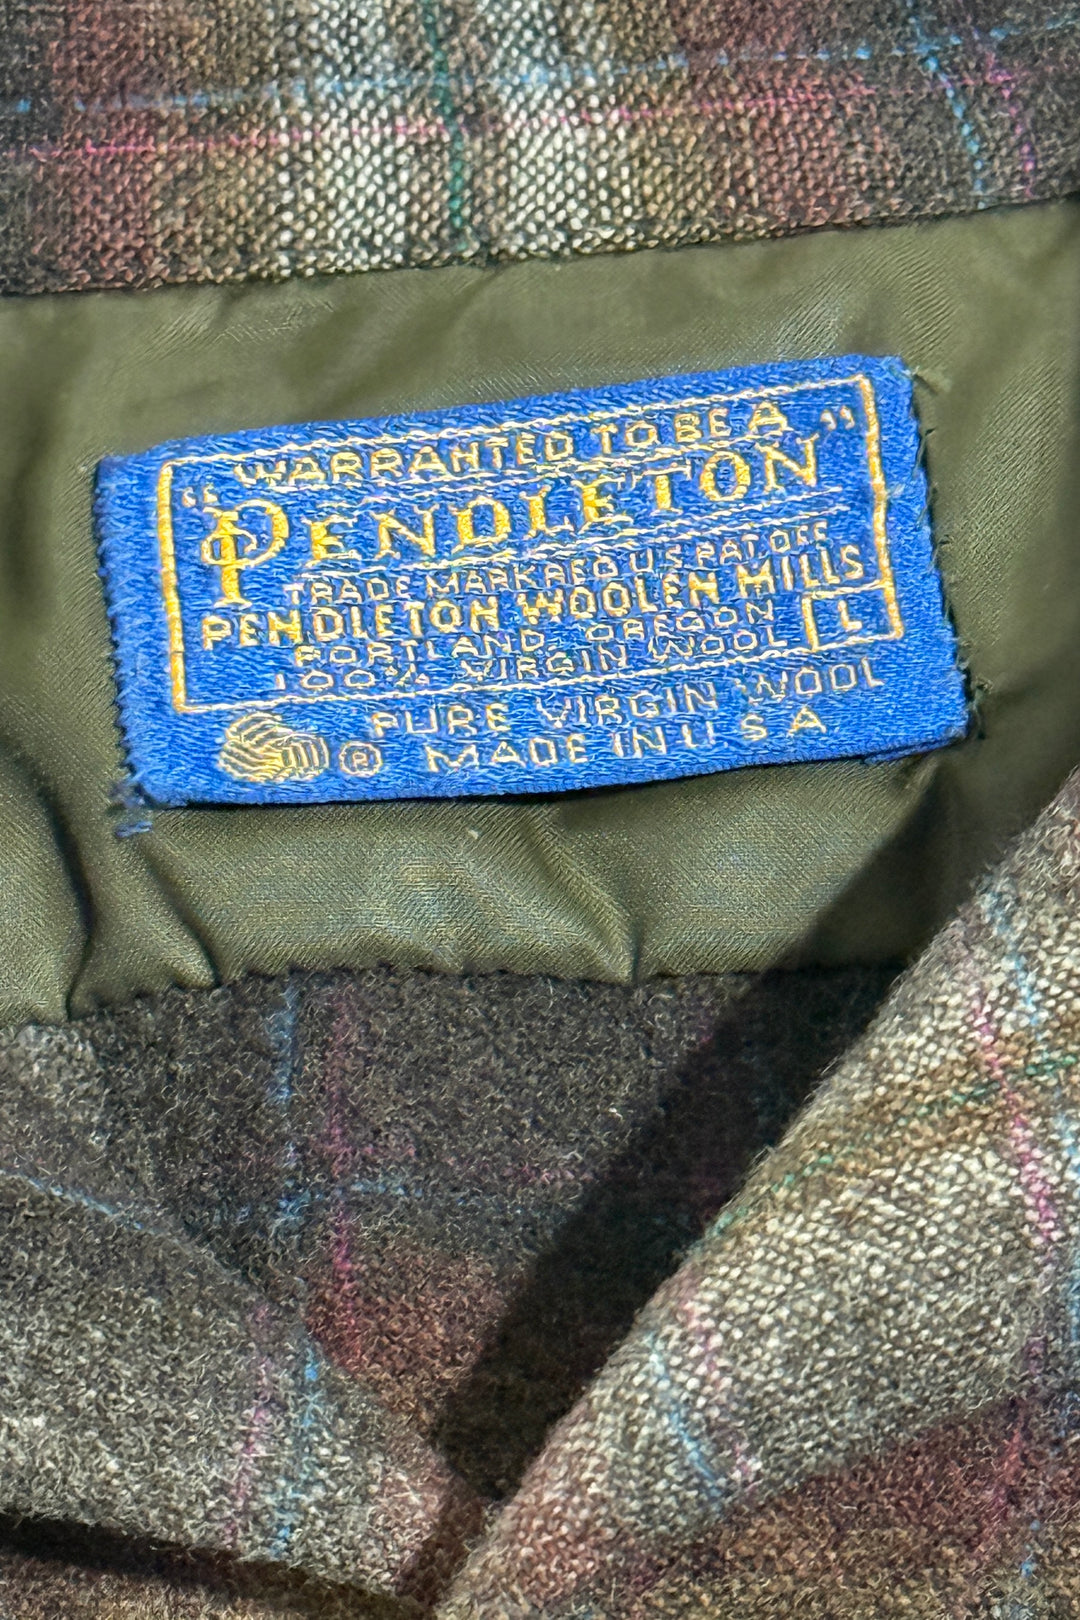 WARRANTED TO BE A
"PENDLETON"
TRADE MARK REG U.S. PAT. OFF.
PENDLETON WOOLEN MILLS
PORTLAND, OREGON
100% VIRGIN WOOL
L
PURE VIRGIN WOOL
® MADE IN U.S.A